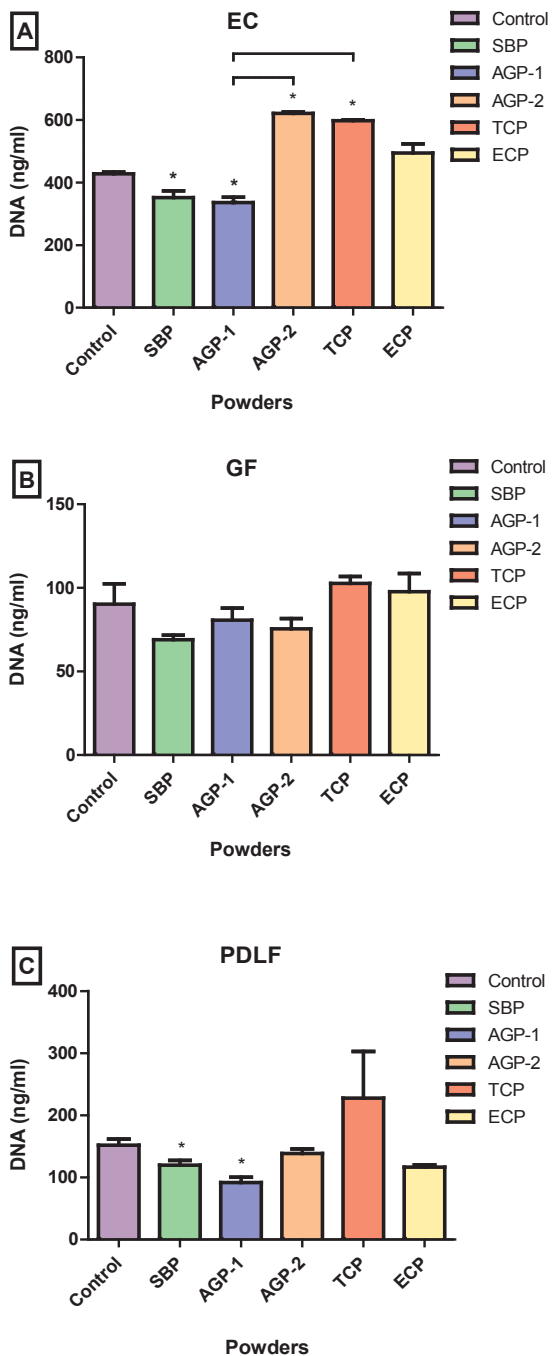 A
EC
Control
SBP
AGP-1
AGP-2
TCP
ECP
DNA (ng/ml)
800
600
400
200
0
*
*
*
*
Control
SBP
AGP-1
AGP-2
TCP
ECP
Powders
B
GF
Control
SBP
AGP-1
AGP-2
TCP
ECP
DNA (ng/ml)
150
100
50
0
Control
SBP
AGP-1
AGP-2
TCP
ECP
Powders
C
PDLF
Control
SBP
AGP-1
AGP-2
TCP
ECP
DNA (ng/ml)
400
300
200
100
0
*
*
Control
SBP
AGP-1
AGP-2
TCP
ECP
Powders